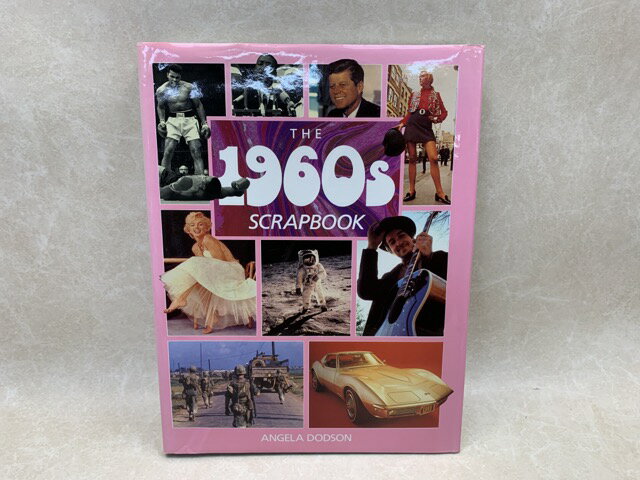 THE
1960s
SCRAPBOOK
ANGELA DODSON